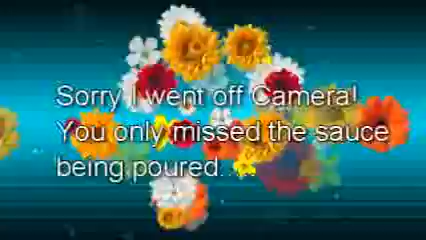 Sorry I went off Camera!
You only missed the sauce
being poured...